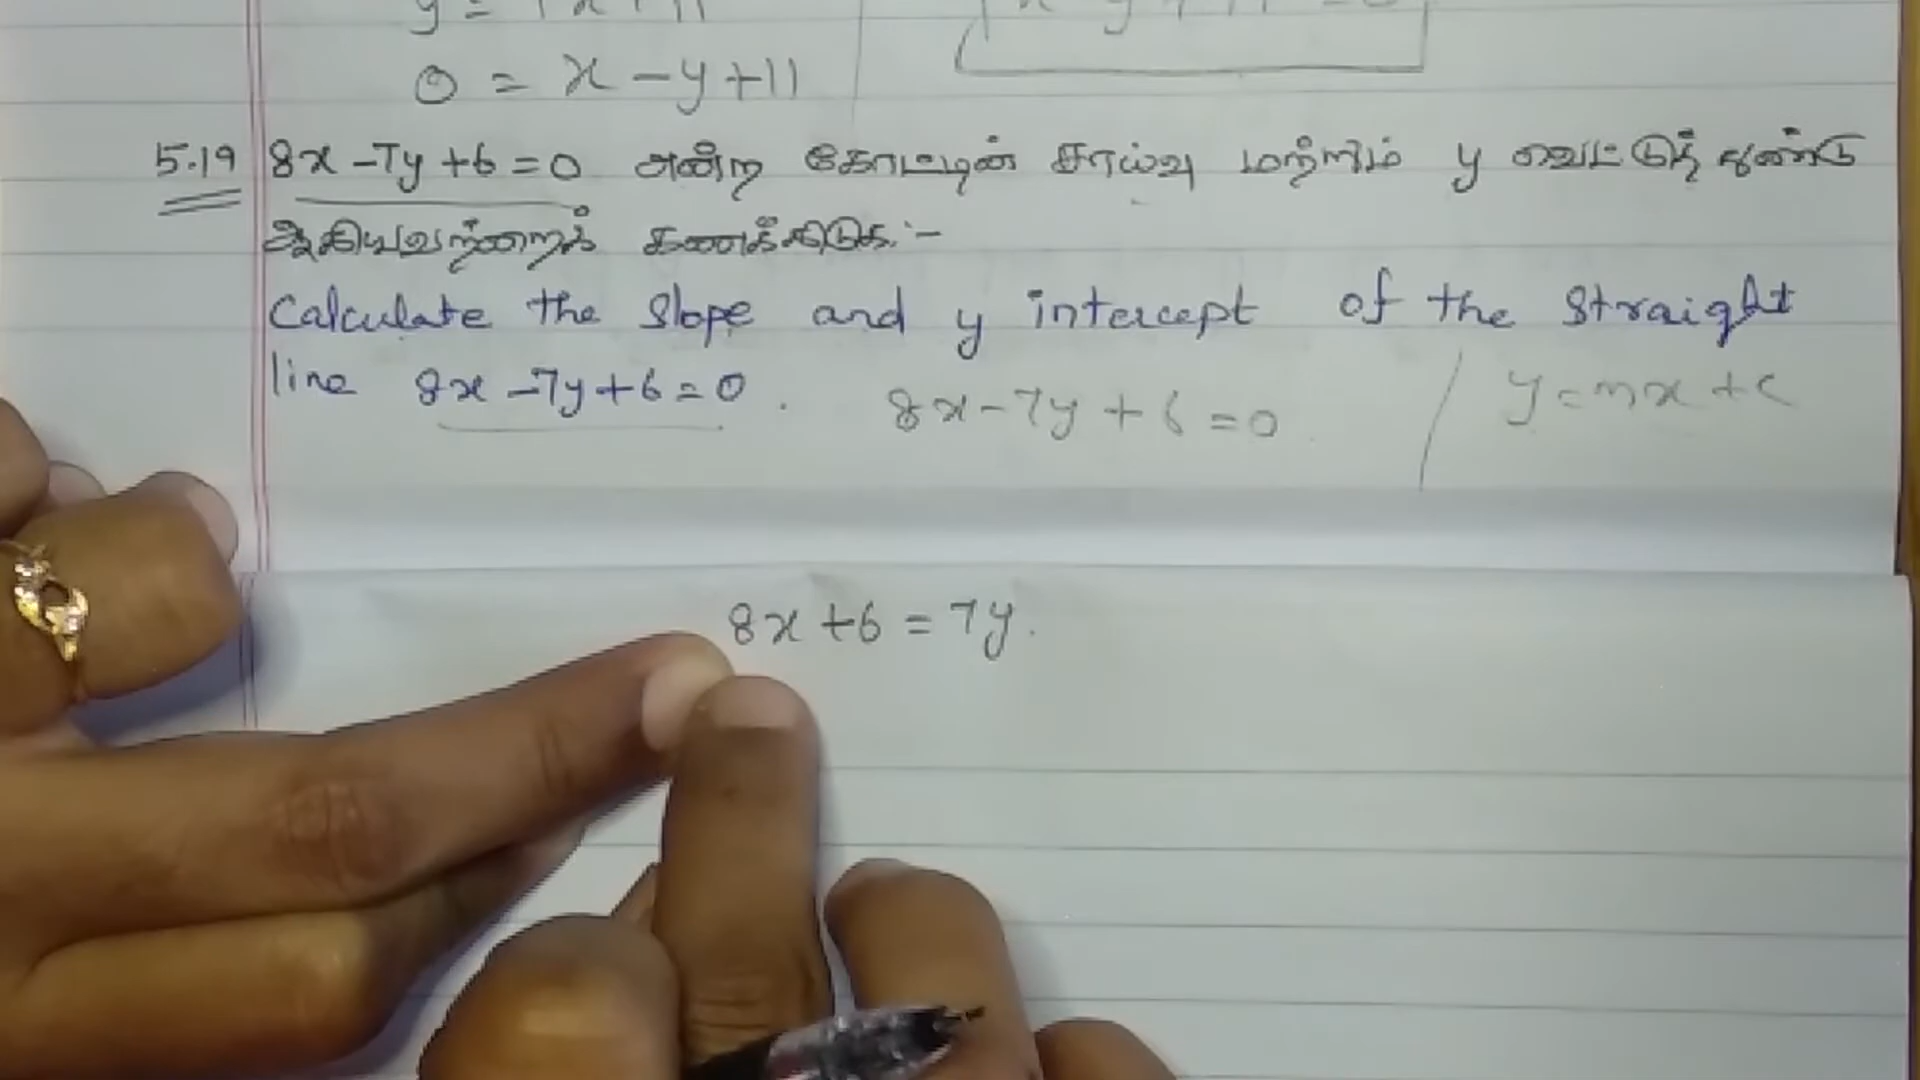 0 = x - y + 11
5.19 8x - 7y + 6 = 0 என்ற கோட்டின் சாய்வு மற்றும் y வெட்டுத்துண்டு
ஆகியவற்றைக் கணக்கிடுக:-
Calculate the slope and y intercept of the straight
line 8x - 7y + 6 = 0 . 8x - 7y + 6 = 0 / y = mx + c
8x + 6 = 7y.